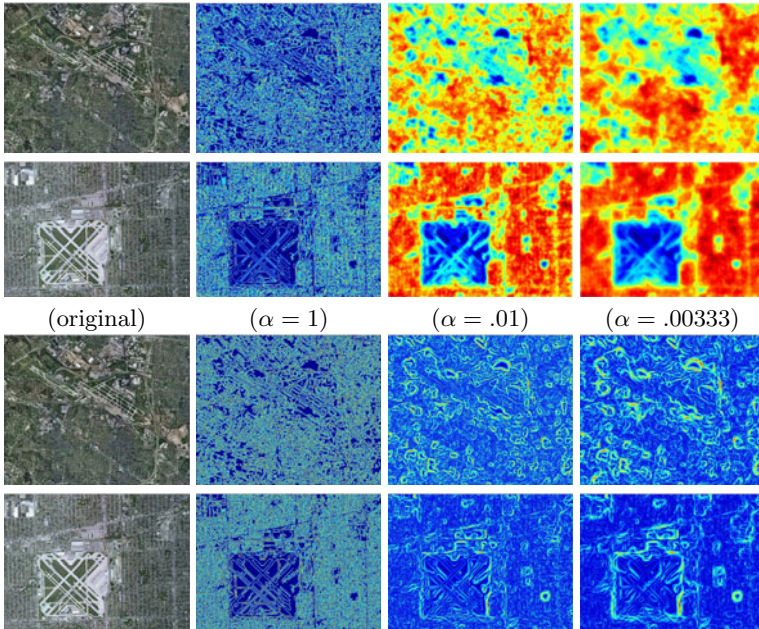 (original) (α = 1) (α = .01) (α = .00333)